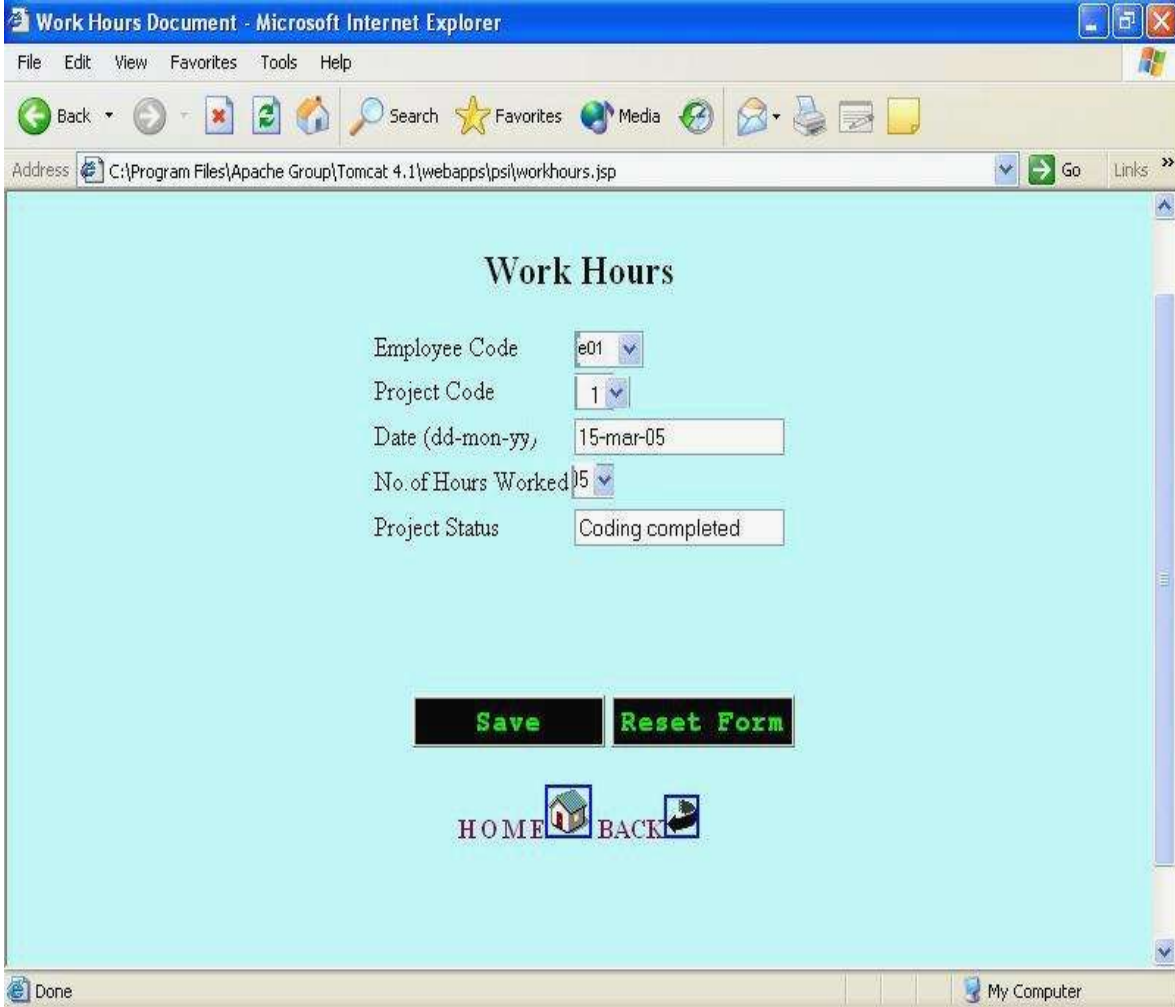 Work Hours Document - Microsoft Internet Explorer
File Edit View Favorites Tools Help
Back Search Favorites Media
Address C:\Program Files\Apache Group\Tomcat 4.1\webapps\psi\workhours.jsp Go Links »
Work Hours
Employee Code e01
Project Code 1
Date (dd-mon-yy) 15-mar-05
No.of Hours Worked 5
Project Status Coding completed
Save Reset Form
HOME BACK
Done My Computer